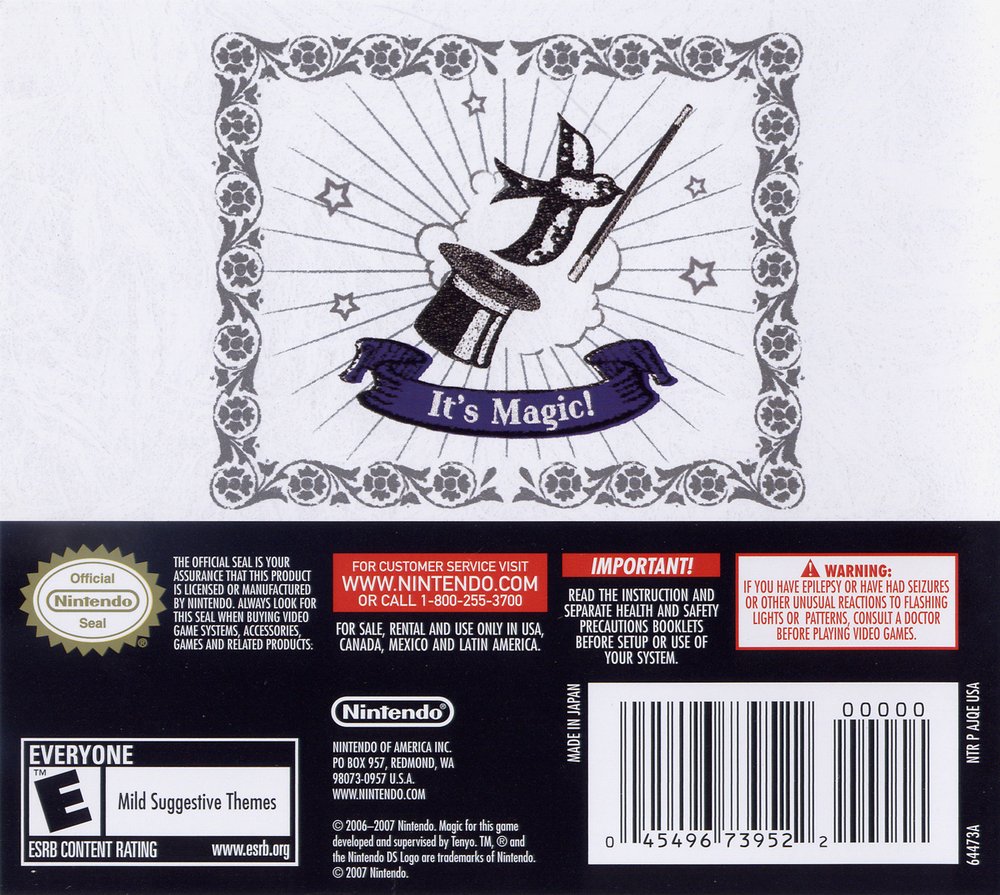 It's Magic!
Official
Nintendo
Seal
®
THE OFFICIAL SEAL IS YOUR
ASSURANCE THAT THIS PRODUCT
IS LICENSED OR MANUFACTURED
BY NINTENDO. ALWAYS LOOK FOR
THIS SEAL WHEN BUYING VIDEO
GAME SYSTEMS, ACCESSORIES,
GAMES AND RELATED PRODUCTS:
FOR CUSTOMER SERVICE VISIT
WWW.NINTENDO.COM
OR CALL 1-800-255-3700
FOR SALE, RENTAL AND USE ONLY IN USA,
CANADA, MEXICO AND LATIN AMERICA.
IMPORTANT!
READ THE INSTRUCTION AND
SEPARATE HEALTH AND SAFETY
PRECAUTIONS BOOKLETS
BEFORE SETUP OR USE OF
YOUR SYSTEM.
WARNING:
IF YOU HAVE EPILEPSY OR HAVE HAD SEIZURES
OR OTHER UNUSUAL REACTIONS TO FLASHING
LIGHTS OR PATTERNS, CONSULT A DOCTOR
BEFORE PLAYING VIDEO GAMES.
EVERYONE
TM
E
Mild Suggestive Themes
ESRB CONTENT RATING www.esrb.org
Nintendo®
NINTENDO OF AMERICA INC.
PO BOX 957, REDMOND, WA
98073-0957 U.S.A.
WWW.NINTENDO.COM
© 2006-2007 Nintendo. Magic for this game
developed and supervised by Tenyo. TM, ® and
the Nintendo DS Logo are trademarks of Nintendo.
© 2007 Nintendo.
MADE IN JAPAN
00000
0 45496 73952 2
NTR P AJQE USA
64473A